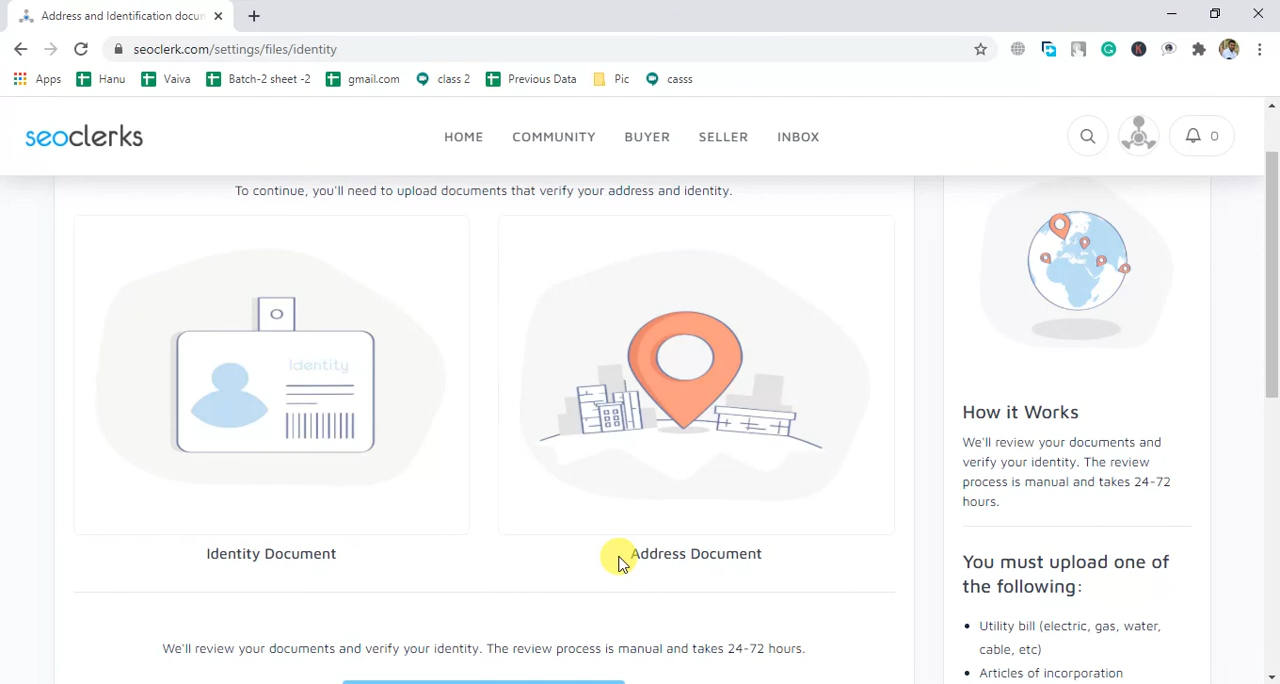 Address and Identification docum
seoclerk.com/settings/files/identity
Apps Hanu Vaiva Batch-2 sheet -2 gmail.com class 2 Previous Data Pic casss
seoclerks HOME COMMUNITY BUYER SELLER INBOX 0
To continue, you'll need to upload documents that verify your address and identity.
Identity
Identity Document
Address Document
We'll review your documents and verify your identity. The review process is manual and takes 24-72 hours.
How it Works
We'll review your documents and
verify your identity. The review
process is manual and takes 24-72
hours.
You must upload one of
the following:
• Utility bill (electric, gas, water,
cable, etc)
• Articles of incorporation